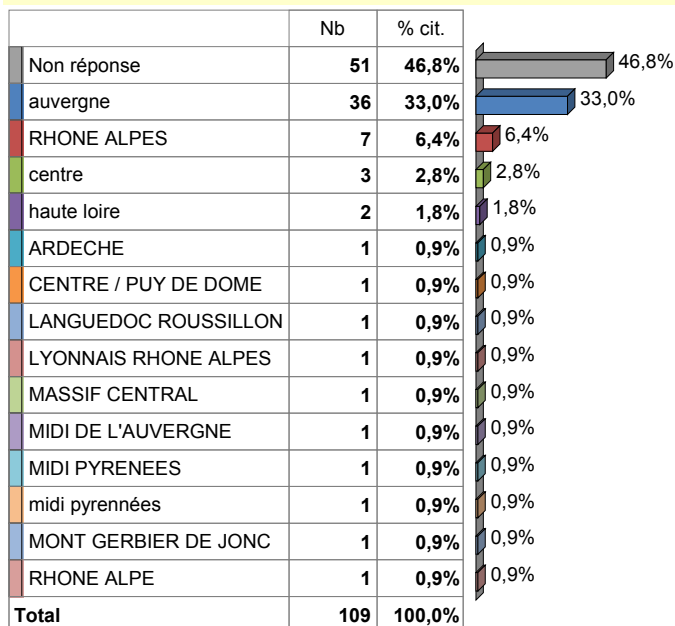 Nb % cit.
Non réponse 51 46,8% 46,8%
auvergne 36 33,0% 33,0%
RHONE ALPES 7 6,4% 6,4%
centre 3 2,8% 2,8%
haute loire 2 1,8% 1,8%
ARDECHE 1 0,9% 0,9%
CENTRE / PUY DE DOME 1 0,9% 0,9%
LANGUEDOC ROUSSILLON 1 0,9% 0,9%
LYONNAIS RHONE ALPES 1 0,9% 0,9%
MASSIF CENTRAL 1 0,9% 0,9%
MIDI DE L'AUVERGNE 1 0,9% 0,9%
MIDI PYRENEES 1 0,9% 0,9%
midi pyrennées 1 0,9% 0,9%
MONT GERBIER DE JONC 1 0,9% 0,9%
RHONE ALPE 1 0,9% 0,9%
Total 109 100,0%